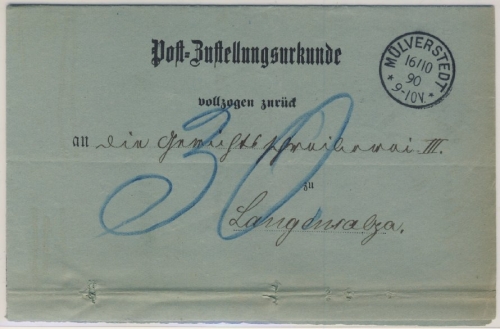 Post-Zustellungsurkunde
MÜLVERSTEDT
16/10
90
9-10V.
vollzogen zurück
an die Gerichtsschreiberei III.
30
zu
Langensalza.